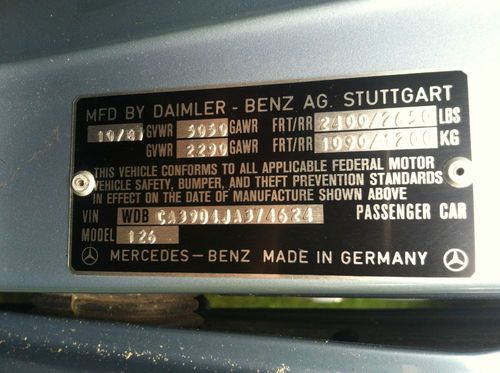 MFD BY DAIMLER - BENZ AG. STUTTGART
10/87 GVWR 5050 GAWR FRT/RR 2400/2650 LBS
GVWR 2290 GAWR FRT/RR 1090/1200 KG
THIS VEHICLE CONFORMS TO ALL APPLICABLE FEDERAL MOTOR
VEHICLE SAFETY, BUMPER, AND THEFT PREVENTION STANDARDS
IN EFFECT ON THE DATE OF MANUFACTURE SHOWN ABOVE
VIN WDB CA39D4JA374624 PASSENGER CAR
MODEL 126
MERCEDES-BENZ MADE IN GERMANY